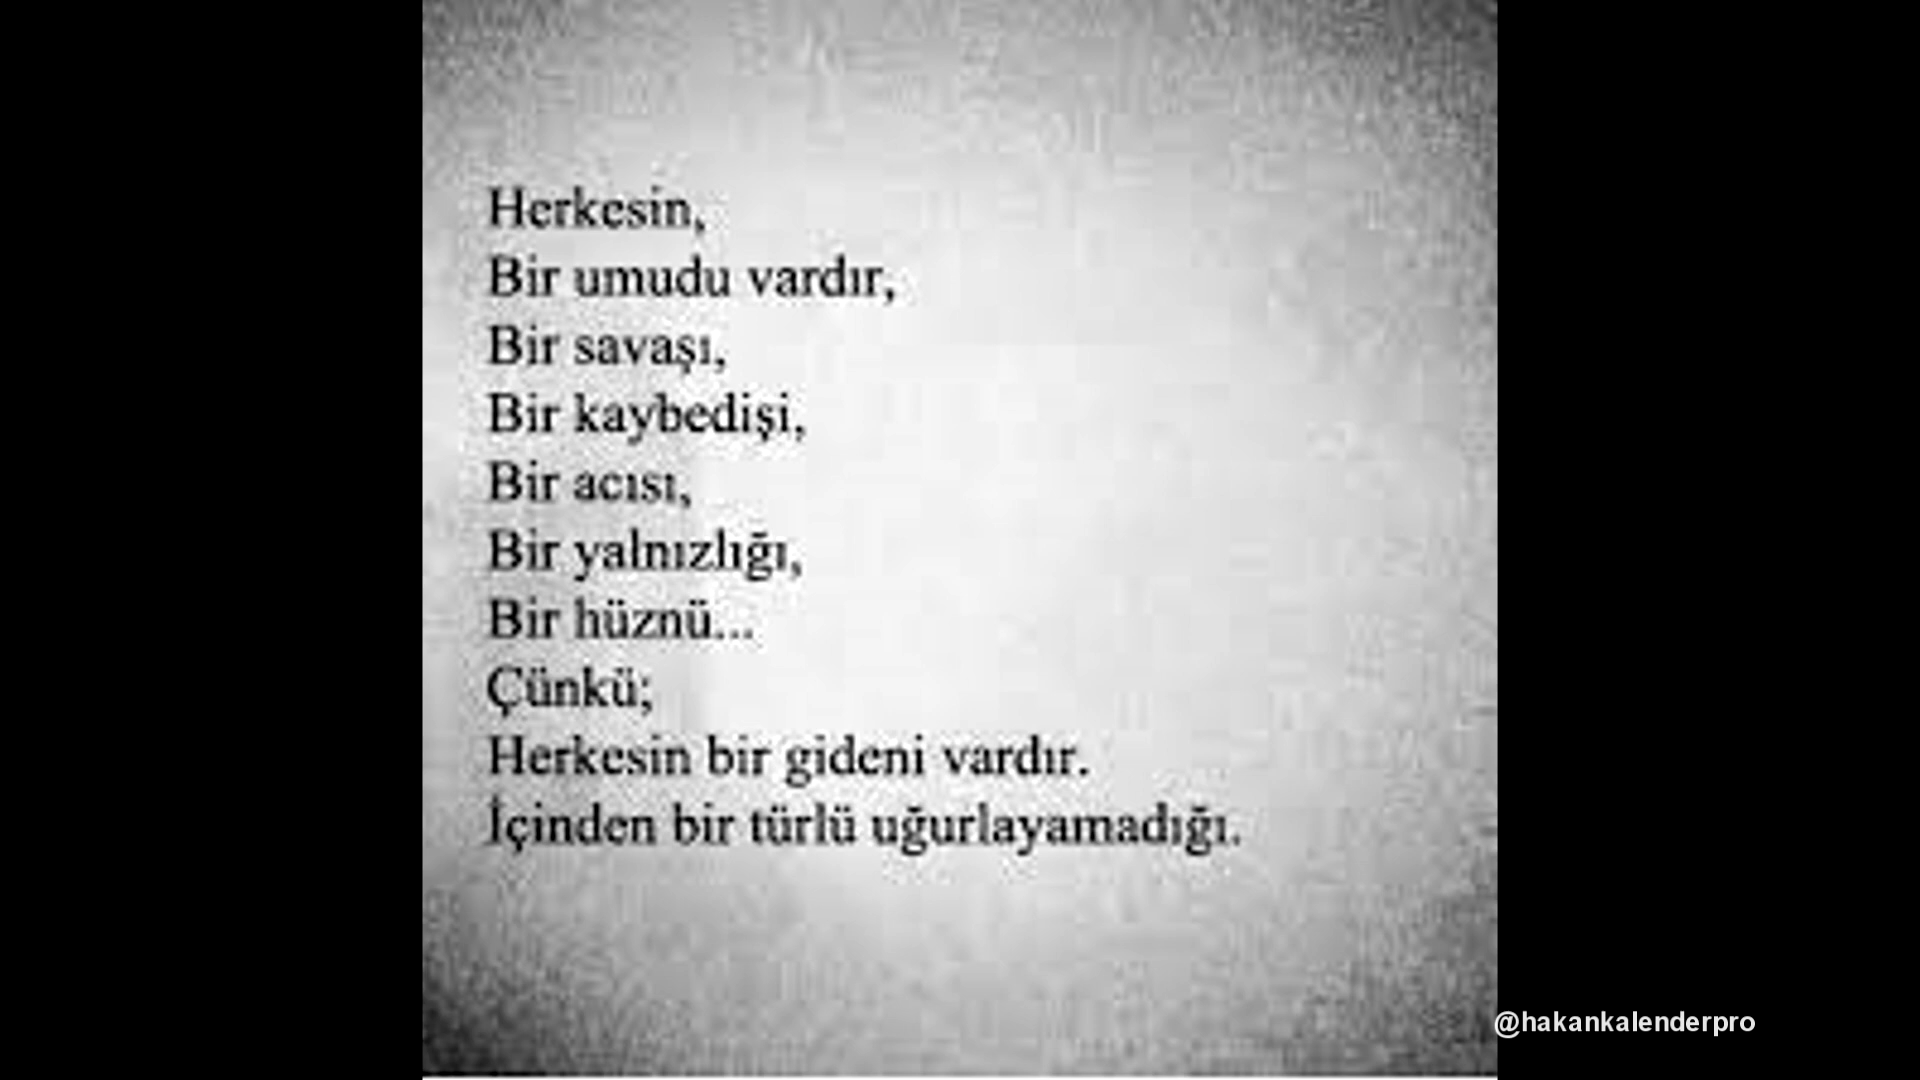 Herkesin,
Bir umudu vardır,
Bir savaşı,
Bir kaybedişi,
Bir acısı,
Bir yalnızlığı,
Bir hüznü...
Çünkü;
Herkesin bir gideni vardır.
İçinden bir türlü uğurlayamadığı.
@hakankalenderpro